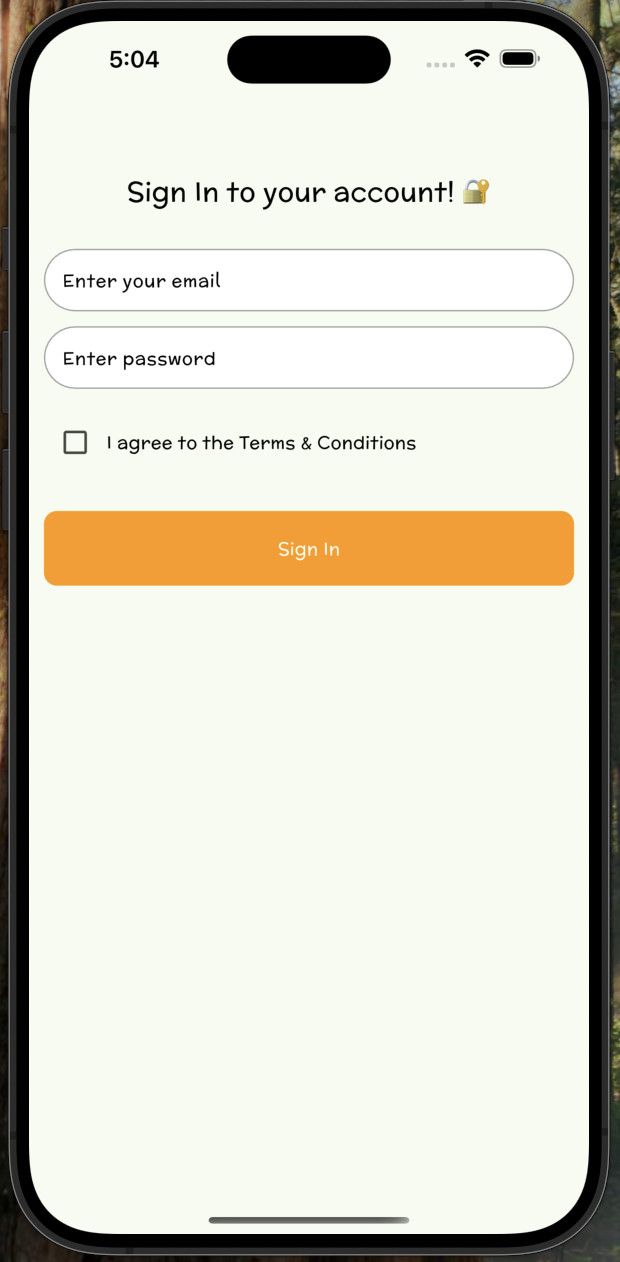 5:04
Sign In to your account! 🔐
Enter your email
Enter password
I agree to the Terms & Conditions
Sign In